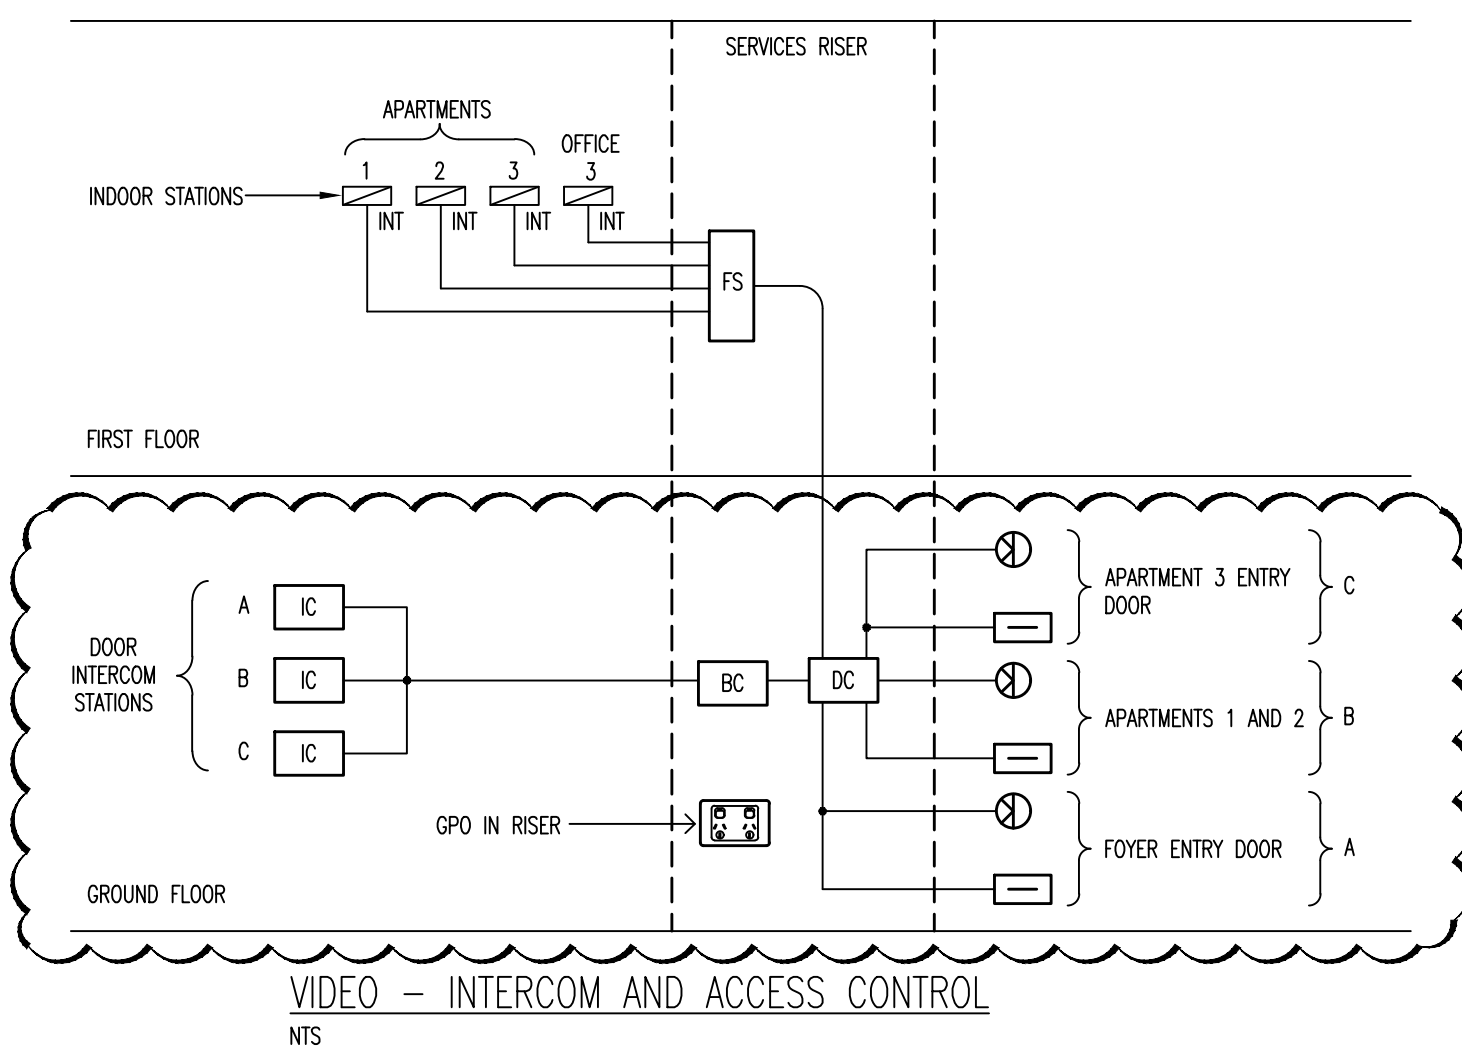 SERVICES RISER
APARTMENTS
OFFICE
1 2 3 3
INDOOR STATIONS
INT INT INT INT
FS
FIRST FLOOR
DOOR
INTERCOM
STATIONS
A IC
B IC
C IC
BC
DC
APARTMENT 3 ENTRY
DOOR
C
APARTMENTS 1 AND 2
B
FOYER ENTRY DOOR
A
GPO IN RISER
GROUND FLOOR
VIDEO – INTERCOM AND ACCESS CONTROL
NTS